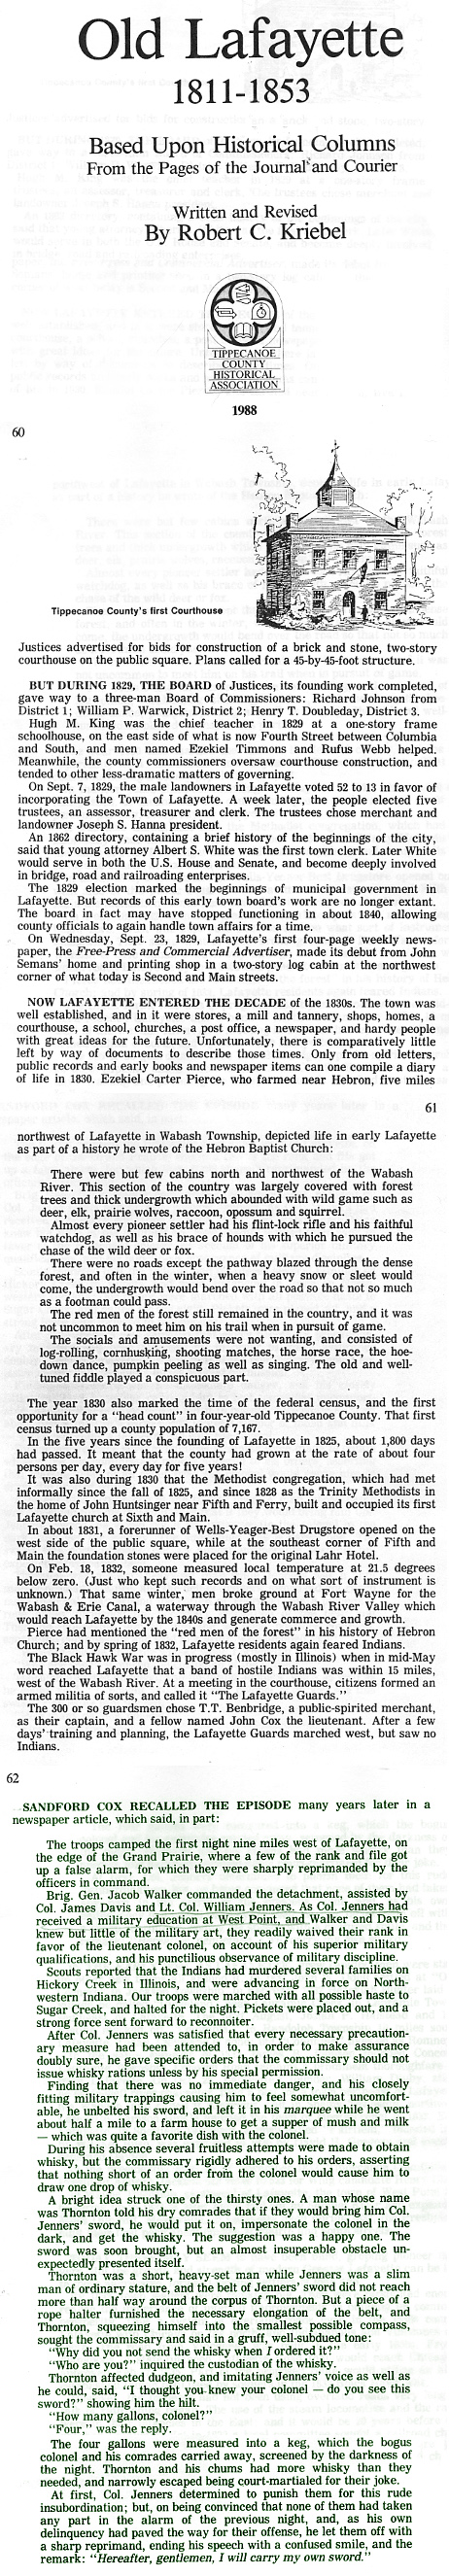 Old Lafayette
1811-1853
Based Upon Historical Columns
From the Pages of the Journal and Courier
Written and Revised
By Robert C. Kriebel
TIPPECANOE
COUNTY
HISTORICAL
ASSOCIATION
1988
60
Tippecanoe County's first Courthouse
Justices advertised for bids for construction of a brick and stone, two-story
courthouse on the public square. Plans called for a 45-by-45-foot structure.
BUT DURING 1829, THE BOARD of Justices, its founding work completed,
gave way to a three-man Board of Commissioners: Richard Johnson from
District 1; William P. Warwick, District 2; Henry T. Doubleday, District 3.
Hugh M. King was the chief teacher in 1829 at a one-story frame
schoolhouse, on the east side of what is now Fourth Street between Columbia
and South, and men named Ezekiel Timmons and Rufus Webb helped.
Meanwhile, the county commissioners oversaw courthouse construction, and
tended to other less-dramatic matters of governing.
On Sept. 7, 1829, the male landowners in Lafayette voted 52 to 13 in favor of
incorporating the Town of Lafayette. A week later, the people elected five
trustees, an assessor, treasurer and clerk. The trustees chose merchant and
landowner Joseph S. Hanna president.
An 1862 directory, containing a brief history of the beginnings of the city,
said that young attorney Albert S. White was the first town clerk. Later White
would serve in both the U.S. House and Senate, and become deeply involved
in bridge, road and railroading enterprises.
The 1829 election marked the beginnings of municipal government in
Lafayette. But records of this early town board's work are no longer extant.
The board in fact may have stopped functioning in about 1840, allowing
county officials to again handle town affairs for a time.
On Wednesday, Sept. 23, 1829, Lafayette's first four-page weekly news-
paper, the Free-Press and Commercial Advertiser, made its debut from John
Semans' home and printing shop in a two-story log cabin at the northwest
corner of what today is Second and Main streets.
NOW LAFAYETTE ENTERED THE DECADE of the 1830s. The town was
well established, and in it were stores, a mill and tannery, shops, homes, a
courthouse, a school, churches, a post office, a newspaper, and hardy people
with great ideas for the future. Unfortunately, there is comparatively little
left by way of documents to describe those times. Only from old letters,
public records and early books and newspaper items can one compile a diary
of life in 1830. Ezekiel Carter Pierce, who farmed near Hebron, five miles
61
northwest of Lafayette in Wabash Township, depicted life in early Lafayette
as part of a history he wrote of the Hebron Baptist Church:
There were but few cabins north and northwest of the Wabash
River. This section of the country was largely covered with forest
trees and thick undergrowth which abounded with wild game such as
deer, elk, prairie wolves, raccoon, opossum and squirrel.
Almost every pioneer settler had his flint-lock rifle and his faithful
watchdog, as well as his brace of hounds with which he pursued the
chase of the wild deer or fox.
There were no roads except the pathway blazed through the dense
forest, and often in the winter, when a heavy snow or sleet would
come, the undergrowth would bend over the road so that not so much
as a footman could pass.
The red men of the forest still remained in the country, and it was
not uncommon to meet him on his trail when in pursuit of game.
The socials and amusements were not wanting, and consisted of
log-rolling, cornhusking, shooting matches, the horse race, the hoe-
down dance, pumpkin peeling as well as singing. The old and well-
tuned fiddle played a conspicuous part.
The year 1830 also marked the time of the federal census, and the first
opportunity for a "head count" in four-year-old Tippecanoe County. That first
census turned up a county population of 7,167.
In the five years since the founding of Lafayette in 1825, about 1,800 days
had passed. It meant that the county had grown at the rate of about four
persons per day, every day for five years!
It was also during 1830 that the Methodist congregation, which had met
informally since the fall of 1825, and since 1828 as the Trinity Methodists in
the home of John Huntsinger near Fifth and Ferry, built and occupied its first
Lafayette church at Sixth and Main.
In about 1831, a forerunner of Wells-Yeager-Best Drugstore opened on the
west side of the public square, while at the southeast corner of Fifth and
Main the foundation stones were placed for the original Lahr Hotel.
On Feb. 18, 1832, someone measured local temperature at 21.5 degrees
below zero. (Just who kept such records and on what sort of instrument is
unknown.) That same winter, men broke ground at Fort Wayne for the
Wabash & Erie Canal, a waterway through the Wabash River Valley which
would reach Lafayette by the 1840s and generate commerce and growth.
Pierce had mentioned the "red men of the forest" in his history of Hebron
Church; and by spring of 1832, Lafayette residents again feared Indians.
The Black Hawk War was in progress (mostly in Illinois) when in mid-May
word reached Lafayette that a band of hostile Indians was within 15 miles,
west of the Wabash River. At a meeting in the courthouse, citizens formed an
armed militia of sorts, and called it "The Lafayette Guards."
The 300 or so guardsmen chose T.T. Benbridge, a public-spirited merchant,
as their captain, and a fellow named John Cox the lieutenant. After a few
days' training and planning, the Lafayette Guards marched west, but saw no
Indians.
62
SANDFORD COX RECALLED THE EPISODE many years later in a
newspaper article, which said, in part:
The troops camped the first night nine miles west of Lafayette, on
the edge of the Grand Prairie, where a few of the rank and file got
up a false alarm, for which they were sharply reprimanded by the
officers in command.
Brig. Gen. Jacob Walker commanded the detachment, assisted by
Col. James Davis and Lt. Col. William Jenners. As Col. Jenners had
received a military education at West Point, and Walker and Davis
knew but little of the military art, they readily waived their rank in
favor of the lieutenant colonel, on account of his superior military
qualifications, and his punctilious observance of military discipline.
Scouts reported that the Indians had murdered several families on
Hickory Creek in Illinois, and were advancing in force on North-
western Indiana. Our troops were marched with all possible haste to
Sugar Creek, and halted for the night. Pickets were placed out, and a
strong force sent forward to reconnoiter.
After Col. Jenners was satisfied that every necessary precaution-
ary measure had been attended to, in order to make assurance
doubly sure, he gave specific orders that the commissary should not
issue whisky rations unless by his special permission.
Finding that there was no immediate danger, and his closely
fitting military trappings causing him to feel somewhat uncomfort-
able, he unbelted his sword, and left it in his marquee while he went
about half a mile to a farm house to get a supper of mush and milk
— which was quite a favorite dish with the colonel.
During his absence several fruitless attempts were made to obtain
whisky, but the commissary rigidly adhered to his orders, asserting
that nothing short of an order from the colonel would cause him to
draw one drop of whisky.
A bright idea struck one of the thirsty ones. A man whose name
was Thornton told his dry comrades that if they would bring him Col.
Jenners' sword, he would put it on, impersonate the colonel in the
dark, and get the whisky. The suggestion was a happy one. The
sword was soon brought, but an almost insuperable obstacle un-
expectedly presented itself.
Thornton was a short, heavy-set man while Jenners was a slim
man of ordinary stature, and the belt of Jenners' sword did not reach
more than half way around the corpus of Thornton. But a piece of a
rope halter furnished the necessary elongation of the belt, and
Thornton, squeezing himself into the smallest possible compass,
sought the commissary and said in a gruff, well-subdued tone:
"Why did you not send the whisky when I ordered it?"
"Who are you?" inquired the custodian of the whisky.
Thornton affected dudgeon, and imitating Jenners' voice as well as
he could, said, "I thought you knew your colonel — do you see this
sword?" showing him the hilt.
"How many gallons, colonel?"
"Four," was the reply.
The four gallons were measured into a keg, which the bogus
colonel and his comrades carried away, screened by the darkness of
the night. Thornton and his chums had more whisky than they
needed, and narrowly escaped being court-martialed for their joke.
At first, Col. Jenners determined to punish them for this rude
insubordination; but, on being convinced that none of them had taken
any part in the alarm of the previous night, and, as his own
delinquency had paved the way for their offense, he let them off with
a sharp reprimand, ending his speech with a confused smile, and the
remark: "Hereafter, gentlemen, I will carry my own sword."